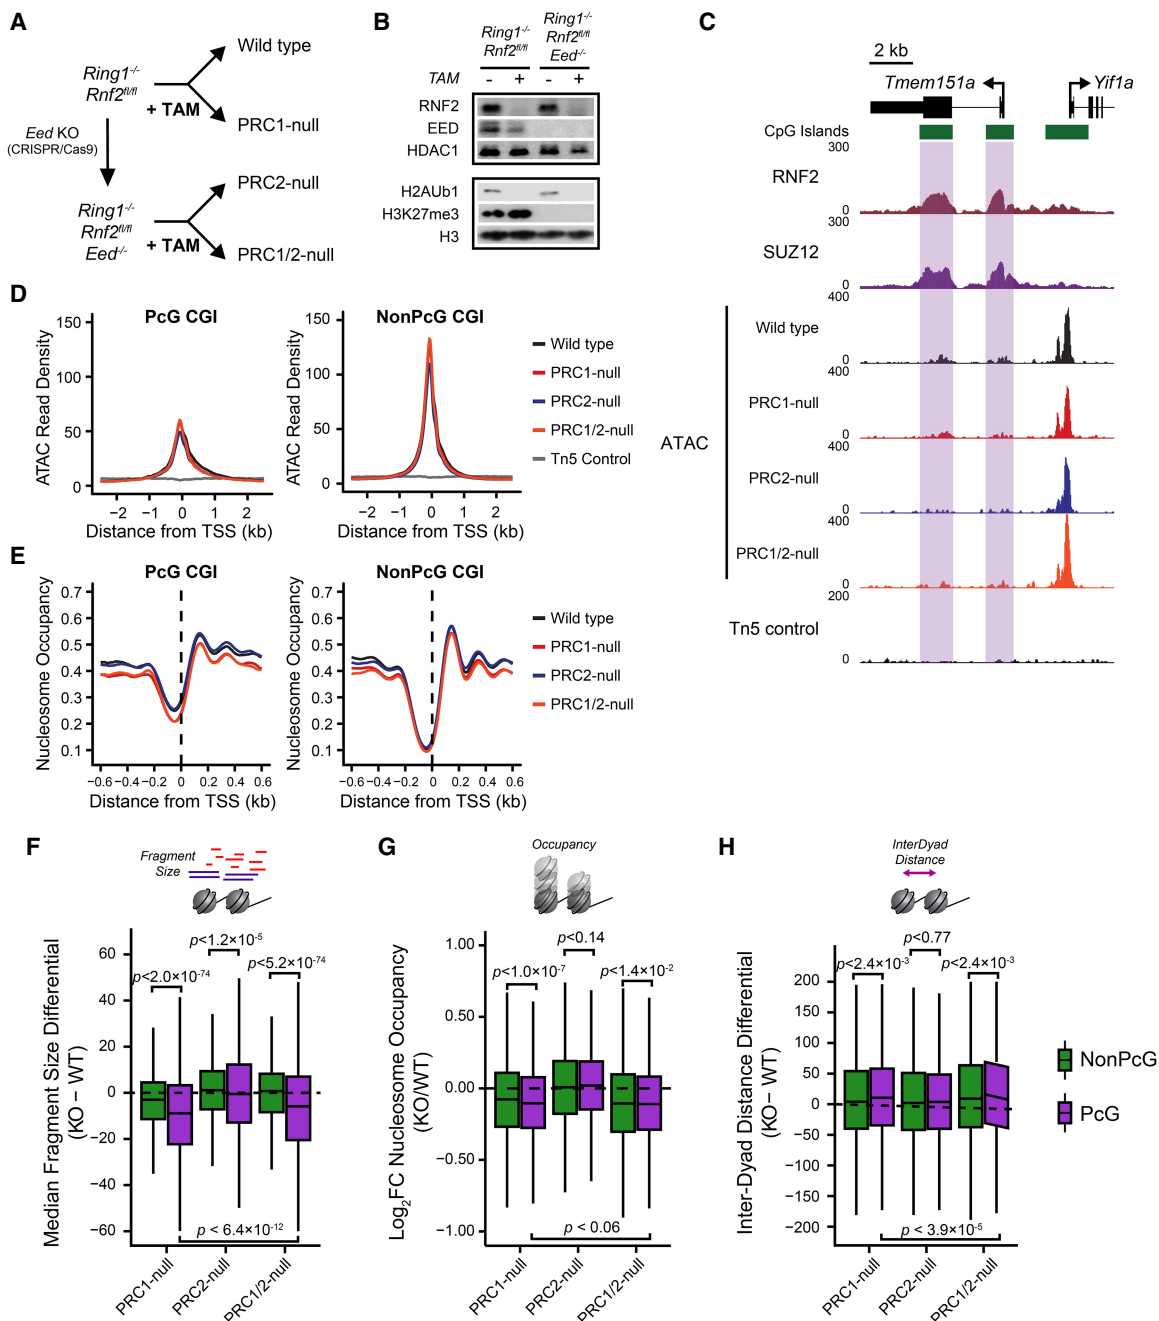 A
Ring1-/-
Rnf2fl/fl
+ TAM
Wild type
PRC1-null
Eed KO
(CRISPR/Cas9)
Ring1-/-
Rnf2fl/fl
Eed-/-
+ TAM
PRC2-null
PRC1/2-null
B
Ring1-/-
Rnf2fl/fl
Ring1-/-
Rnf2fl/fl
Eed-/-
TAM - + - +
RNF2
EED
HDAC1
H2AUb1
H3K27me3
H3
C
2 kb
Tmem151a
Yif1a
CpG Islands
300
RNF2
0
300
SUZ12
0
400
Wild type
0
400
PRC1-null
0
400
ATAC
PRC2-null
0
400
PRC1/2-null
0
200
Tn5 control
0
D
PcG CGI
ATAC Read Density
150
100
50
0
−2 −1 0 1 2
Distance from TSS (kb)
NonPcG CGI
ATAC Read Density
150
100
50
0
−2 −1 0 1 2
Distance from TSS (kb)
Wild type
PRC1-null
PRC2-null
PRC1/2-null
Tn5 Control
E
PcG CGI
Nucleosome Occupancy
0.7
0.6
0.5
0.4
0.3
0.2
0.1
−0.6 −0.4 −0.2 0 0.2 0.4 0.6
Distance from TSS (kb)
NonPcG CGI
Nucleosome Occupancy
0.7
0.6
0.5
0.4
0.3
0.2
0.1
−0.6 −0.4 −0.2 0 0.2 0.4 0.6
Distance from TSS (kb)
Wild type
PRC1-null
PRC2-null
PRC1/2-null
F
Fragment
Size
Median Fragment Size Differential
(KO − WT)
60
40
20
0
−20
−40
−60
p<2.0×10-74
p<1.2×10-5
p<5.2×10-74
p < 6.4×10-12
PRC1-null
PRC2-null
PRC1/2-null
G
Occupancy
Log2FC Nucleosome Occupancy
(KO/WT)
1.00
0.50
0.00
−0.50
−1.00
p<1.0×10-7
p<0.14
p<1.4×10-2
p < 0.06
PRC1-null
PRC2-null
PRC1/2-null
H
InterDyad
Distance
Inter-Dyad Distance Differential
(KO − WT)
200
150
100
50
0
−50
−100
−150
−200
p<2.4×10-3
p<0.77
p<2.4×10-3
p < 3.9×10-5
PRC1-null
PRC2-null
PRC1/2-null
NonPcG
PcG